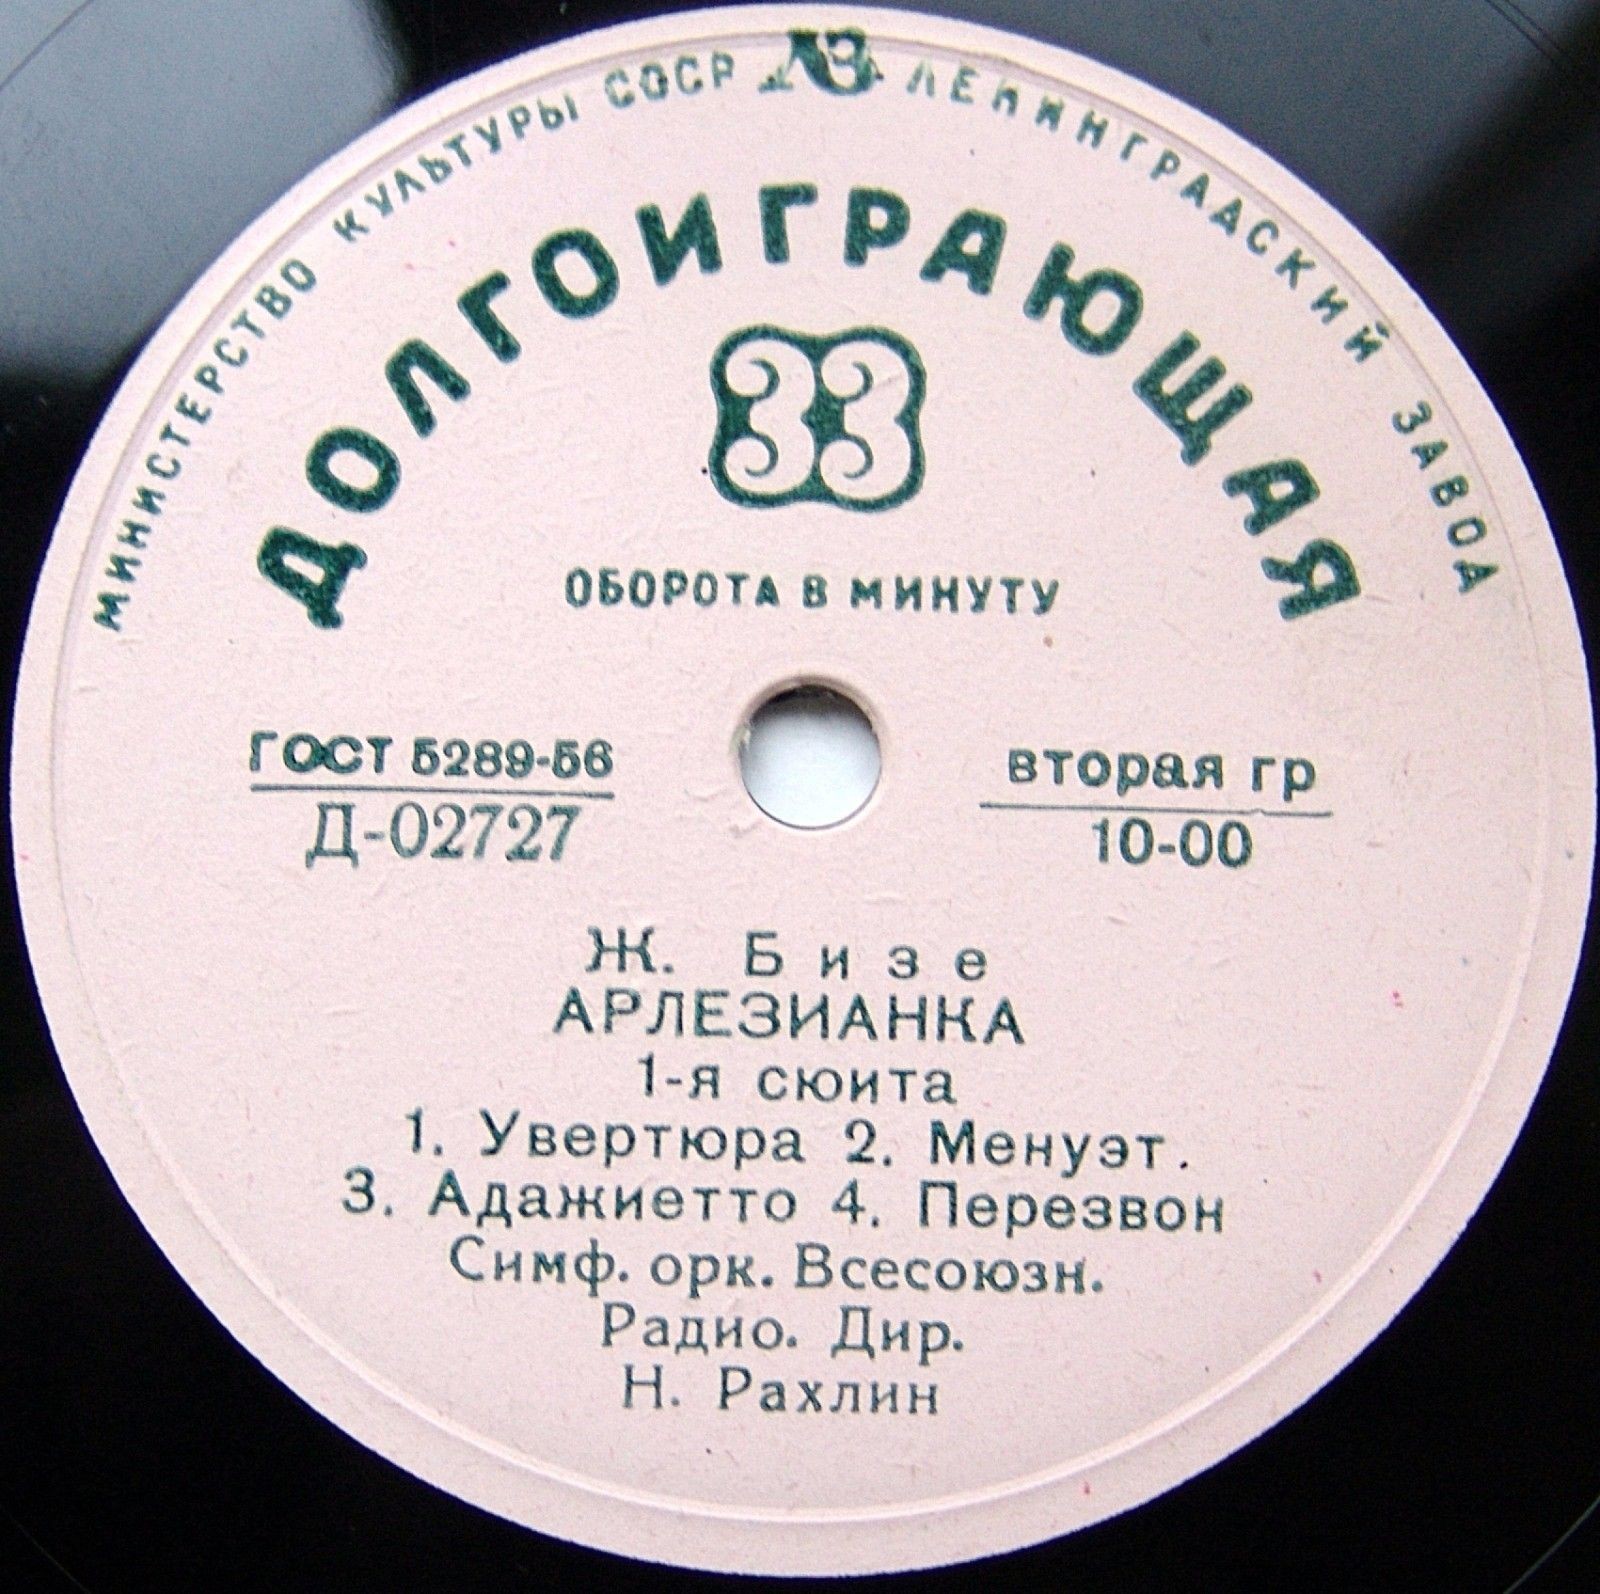 МИНИСТЕРСТВО КУЛЬТУРЫ СССР ЛЗ ЛЕНИНГРАДСКИЙ ЗАВОД
ДОЛГОИГРАЮЩАЯ
33
ОБОРОТА В МИНУТУ
ГОСТ 5289-56
Д-02727
вторая гр
10-00
Ж. Бизе
АРЛЕЗИАНКА
1-я сюита
1. Увертюра 2. Менуэт.
3. Адажиетто 4. Перезвон
Симф. орк. Всесоюзн.
Радио. Дир.
Н. Рахлин